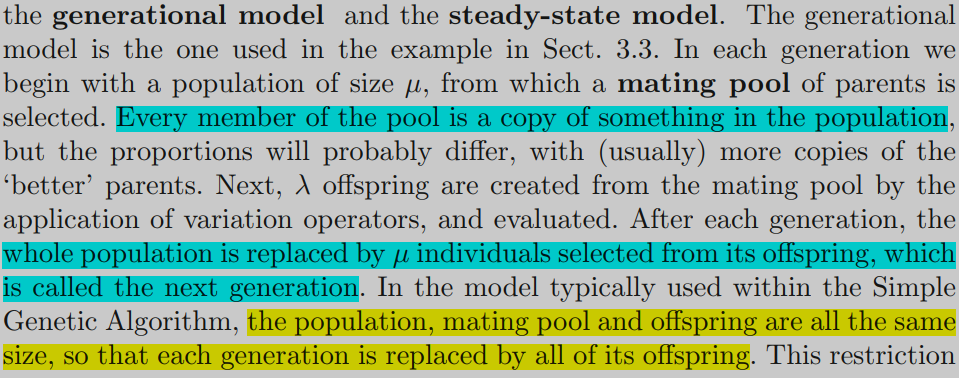 the generational model and the steady-state model. The generational
model is the one used in the example in Sect. 3.3. In each generation we
begin with a population of size μ, from which a mating pool of parents is
selected. Every member of the pool is a copy of something in the population,
but the proportions will probably differ, with (usually) more copies of the
‘better’ parents. Next, λ offspring are created from the mating pool by the
application of variation operators, and evaluated. After each generation, the
whole population is replaced by μ individuals selected from its offspring, which
is called the next generation. In the model typically used within the Simple
Genetic Algorithm, the population, mating pool and offspring are all the same
size, so that each generation is replaced by all of its offspring. This restriction